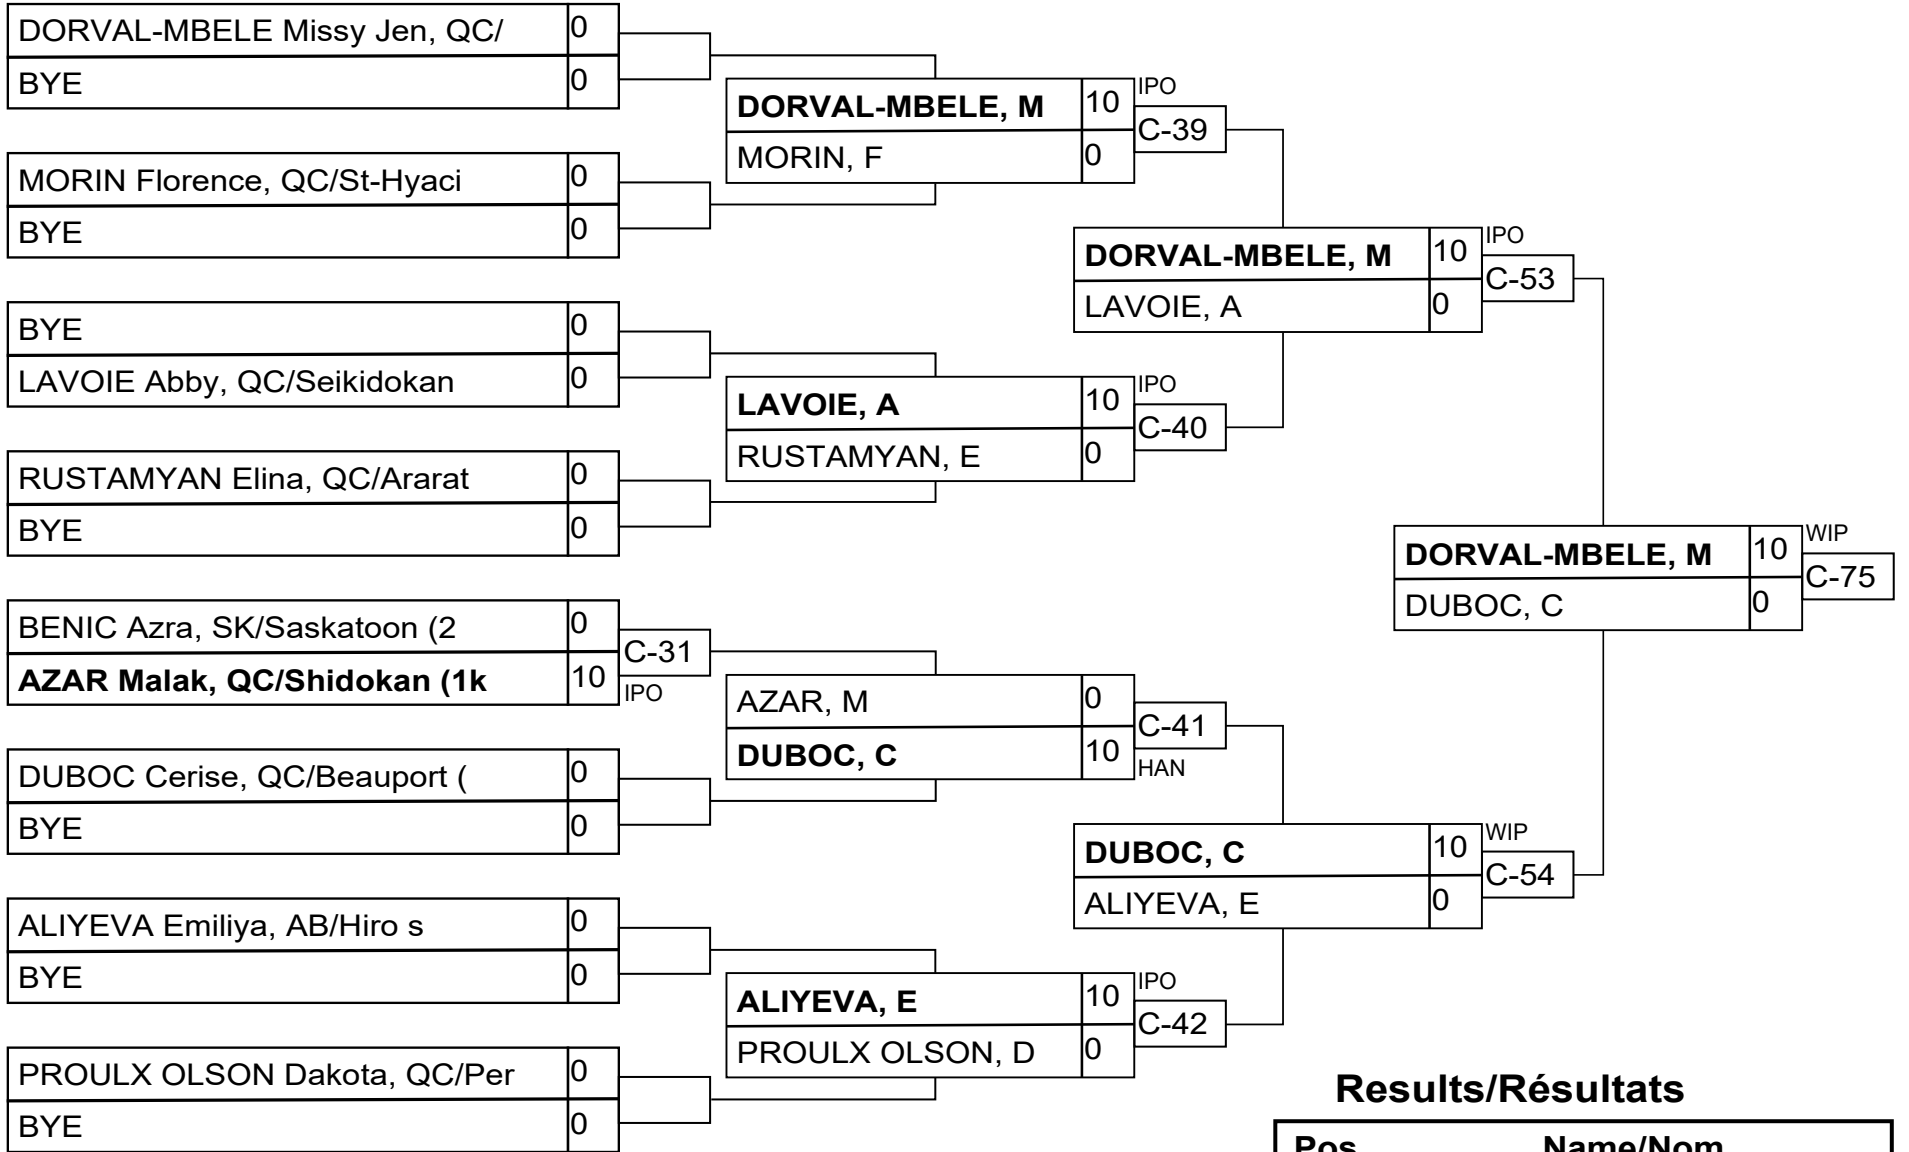 DORVAL-MBELE Missy Jen, QC/ 0
BYE 0
MORIN Florence, QC/St-Hyaci 0
BYE 0
BYE 0
LAVOIE Abby, QC/Seikidokan 0
RUSTAMYAN Elina, QC/Ararat 0
BYE 0
BENIC Azra, SK/Saskatoon (2 0
AZAR Malak, QC/Shidokan (1k 10
C-31
IPO
DUBOC Cerise, QC/Beauport ( 0
BYE 0
ALIYEVA Emiliya, AB/Hiro s 0
BYE 0
PROULX OLSON Dakota, QC/Per 0
BYE 0
DORVAL-MBELE, M 10 IPO
C-39
MORIN, F 0
LAVOIE, A 10 IPO
C-40
RUSTAMYAN, E 0
AZAR, M 0
C-41
DUBOC, C 10 HAN
ALIYEVA, E 10 IPO
C-42
PROULX OLSON, D 0
DORVAL-MBELE, M 10 IPO
C-53
LAVOIE, A 0
DUBOC, C 10 WIP
C-54
ALIYEVA, E 0
DORVAL-MBELE, M 10 WIP
C-75
DUBOC, C 0
Results/Résultats
Pos Name/Nom